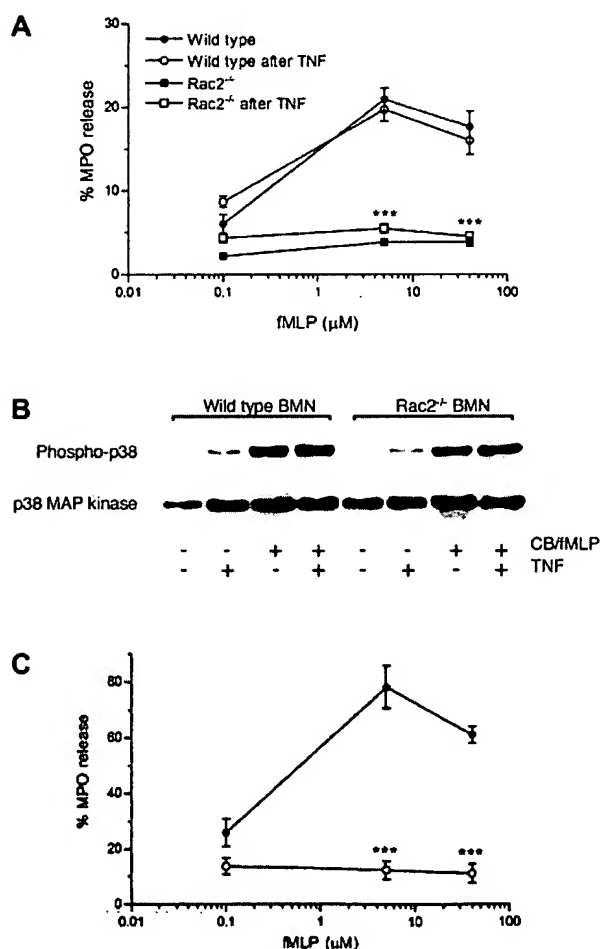 A
Wild type
Wild type after TNF
Rac2-/-
Rac2-/- after TNF
% MPO release
30
20
10
5
0
*** ***
0.01 0.1 1 10 100
fMLP (µM)
B
Wild type BMN Rac2-/- BMN
Phospho-p38
p38 MAP kinase
- - + + - - + + CB/fMLP
- + - + - + - + TNF
C
% MPO release
80
60
40
20
0
*** ***
0.01 0.1 1 10 100
fMLP (µM)